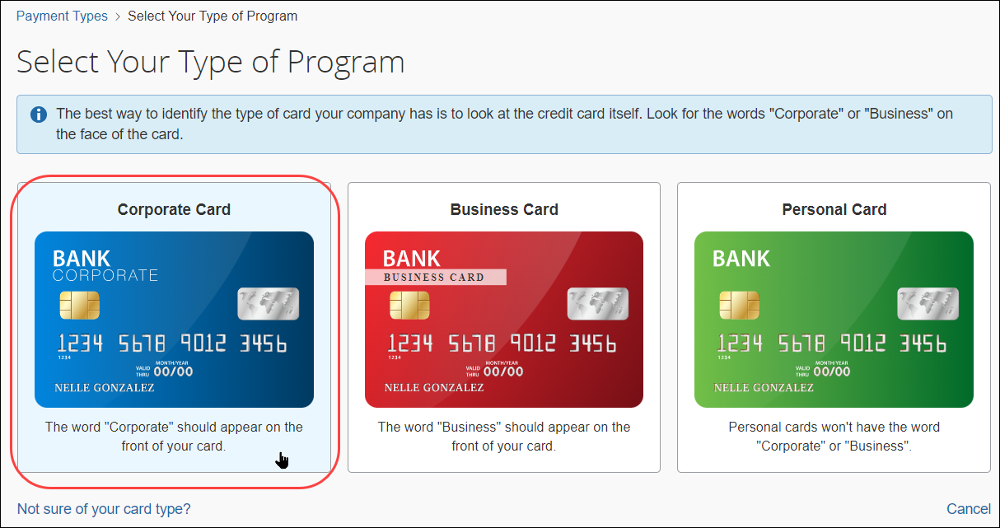 Payment Types > Select Your Type of Program
Select Your Type of Program
The best way to identify the type of card your company has is to look at the credit card itself. Look for the words "Corporate" or "Business" on
the face of the card.
Corporate Card
BANK
CORPORATE
1234 5678 9012 3456
1234
MONTH/YEAR
VALID THRU 00/00
NELLE GONZALEZ
The word "Corporate" should appear on the
front of your card.
Business Card
BANK
BUSINESS CARD
1234 5678 9012 3456
1234
MONTH/YEAR
VALID THRU 00/00
NELLE GONZALEZ
The word "Business" should appear on the
front of your card.
Personal Card
BANK
1234 5678 9012 3456
1234
MONTH/YEAR
VALID THRU 00/00
NELLE GONZALEZ
Personal cards won't have the word
"Corporate" or "Business".
Not sure of your card type?
Cancel